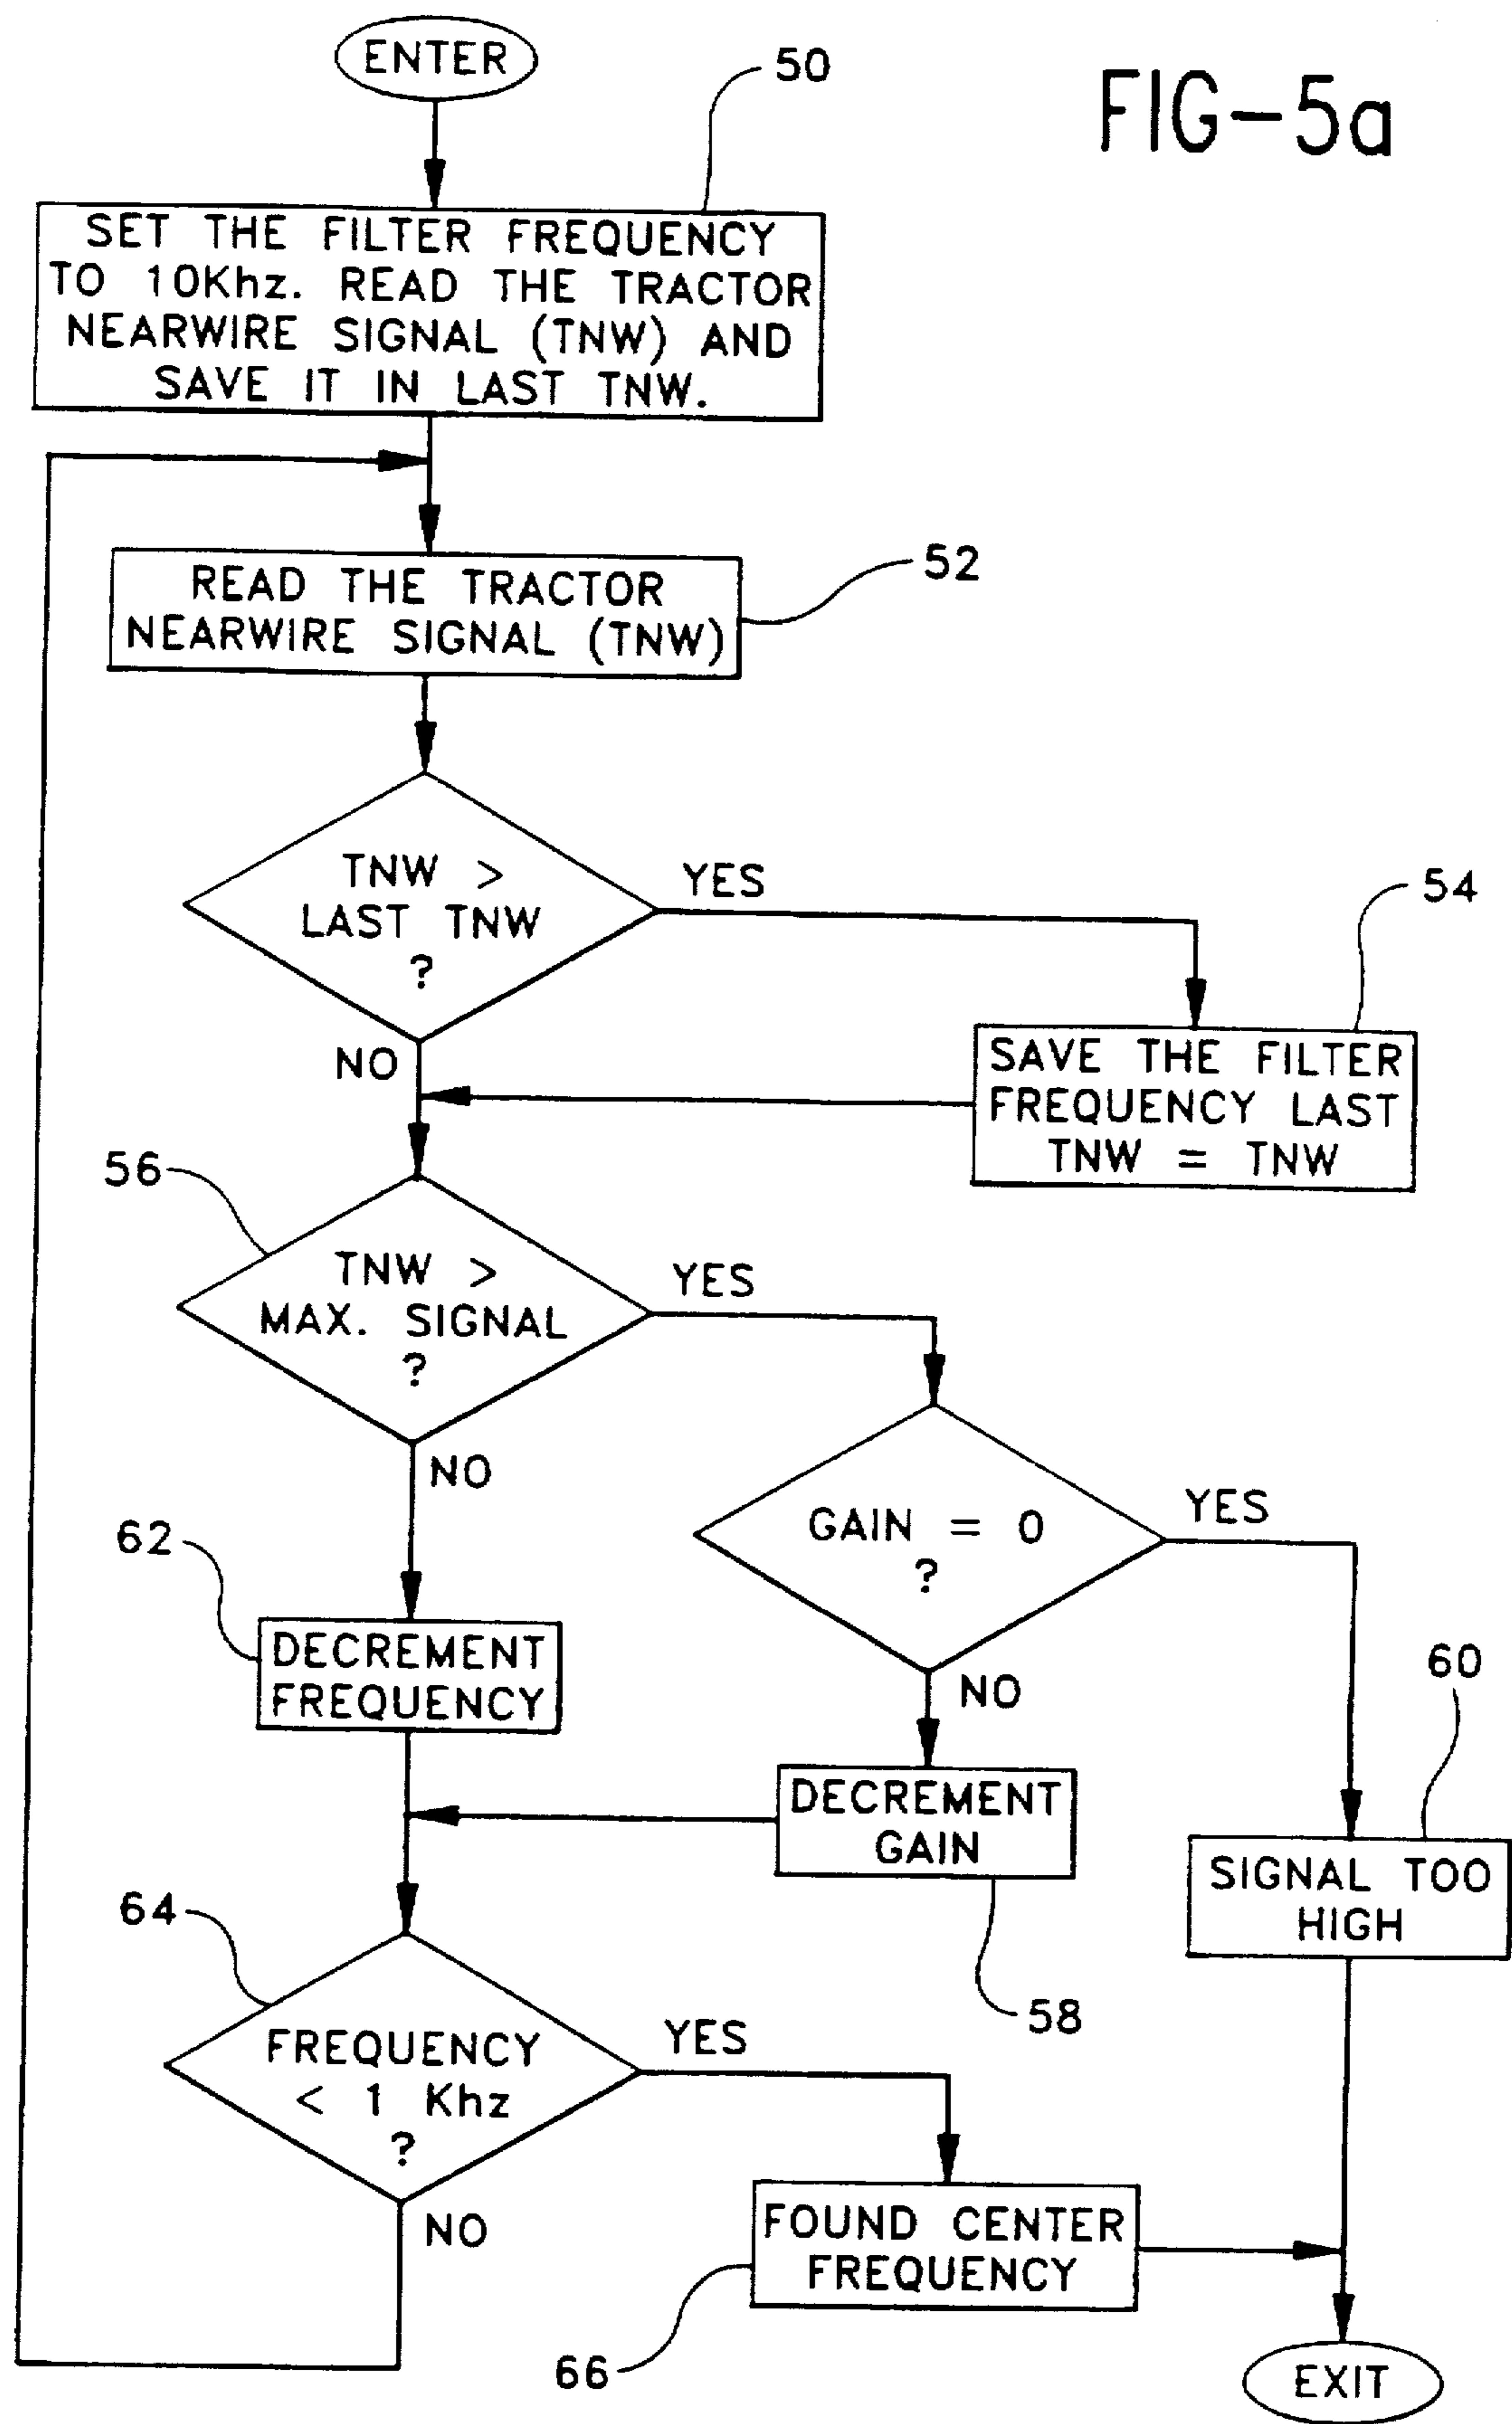 ENTER
50
FIG-5a
SET THE FILTER FREQUENCY
TO 10Khz. READ THE TRACTOR
NEARWIRE SIGNAL (TNW) AND
SAVE IT IN LAST TNW.
READ THE TRACTOR
NEARWIRE SIGNAL (TNW)
52
TNW >
LAST TNW
?
YES
NO
54
SAVE THE FILTER
FREQUENCY LAST
TNW = TNW
56
TNW >
MAX. SIGNAL
?
YES
NO
GAIN = 0
?
YES
NO
62
DECREMENT
FREQUENCY
DECREMENT
GAIN
58
60
SIGNAL TOO
HIGH
64
FREQUENCY
< 1 Khz
?
YES
NO
FOUND CENTER
FREQUENCY
66
EXIT